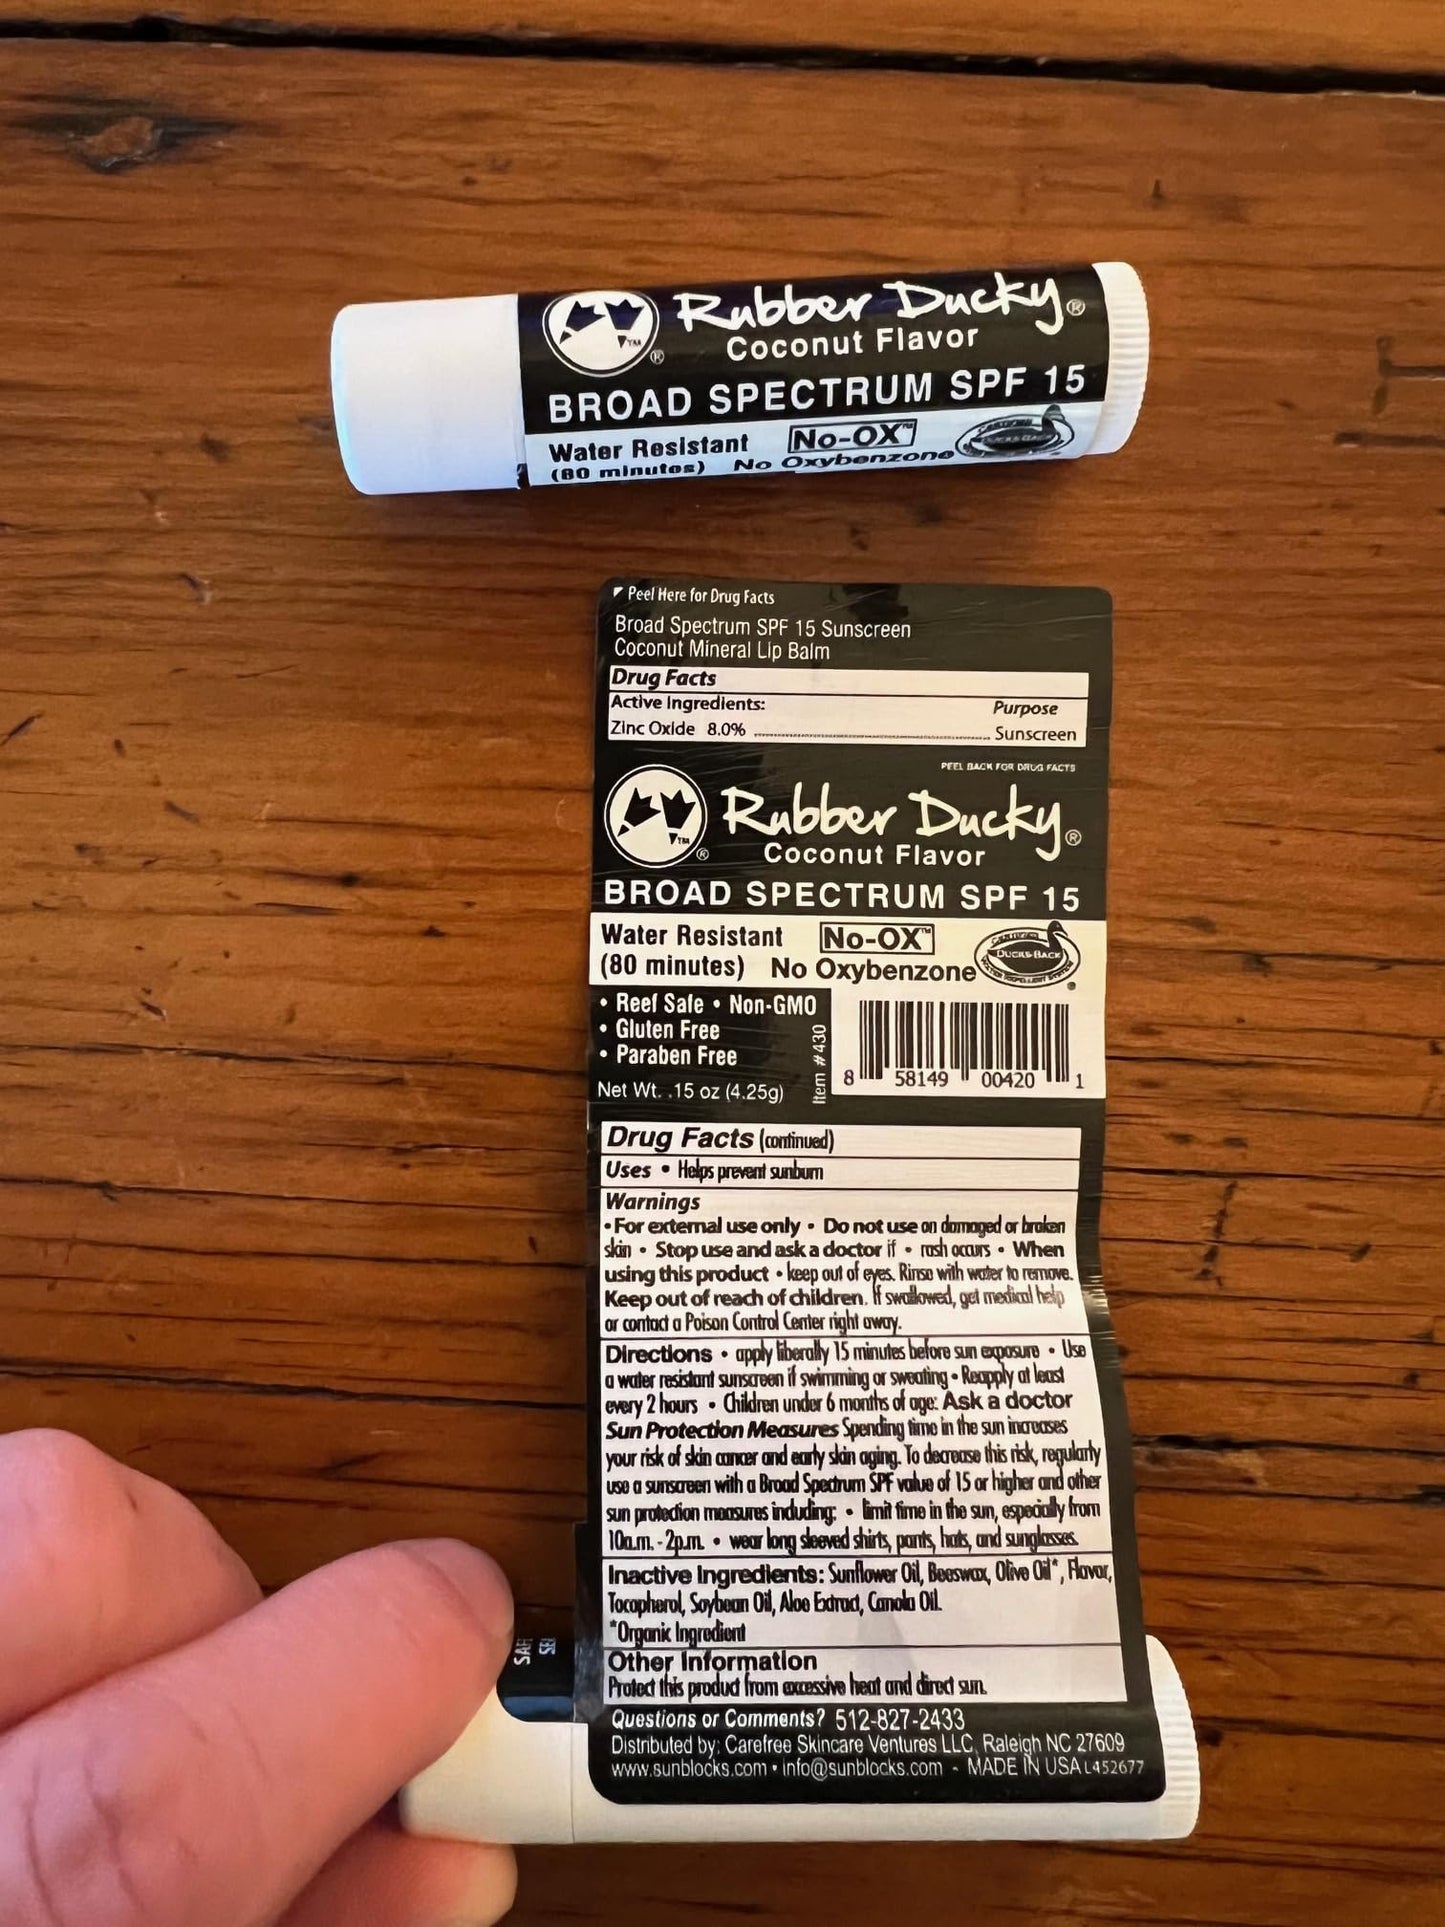 Rubber Ducky®
Coconut Flavor
BROAD SPECTRUM SPF 15
Water Resistant No-OX™
(80 minutes) No Oxybenzone
Peel Here for Drug Facts
Broad Spectrum SPF 15 Sunscreen
Coconut Mineral Lip Balm
Drug Facts
Active Ingredients: Purpose
Zinc Oxide 8.0% Sunscreen
PEEL BACK FOR DRUG FACTS
Rubber Ducky®
Coconut Flavor
BROAD SPECTRUM SPF 15
Water Resistant No-OX™
(80 minutes) No Oxybenzone
DUCKS BACK
• Reef Safe • Non-GMO
• Gluten Free
• Paraben Free
Net Wt. .15 oz (4.25g)
Item #430
8 58149 00420 1
Drug Facts (continued)
Uses • Helps prevent sunburn
Warnings
• For external use only • Do not use on damaged or broken
skin • Stop use and ask a doctor if • rash occurs • When
using this product • keep out of eyes. Rinse with water to remove.
Keep out of reach of children. If swallowed, get medical help
or contact a Poison Control Center right away.
Directions • apply liberally 15 minutes before sun exposure • Use
a water resistant sunscreen if swimming or sweating • Reapply at least
every 2 hours • Children under 6 months of age: Ask a doctor
Sun Protection Measures Spending time in the sun increases
your risk of skin cancer and early skin aging. To decrease this risk, regularly
use a sunscreen with a Broad Spectrum SPF value of 15 or higher and other
sun protection measures including: • limit time in the sun, especially from
10a.m. - 2p.m. • wear long sleeved shirts, pants, hats, and sunglasses.
Inactive Ingredients: Sunflower Oil, Beeswax, Olive Oil*, Flavor,
Tocopherol, Soybean Oil, Aloe Extract, Canola Oil.
*Organic Ingredient
Other Information
Protect this product from excessive heat and direct sun.
Questions or Comments? 512-827-2433
Distributed by: Carefree Skincare Ventures LLC, Raleigh NC 27609
www.sunblocks.com • info@sunblocks.com - MADE IN USA L452677